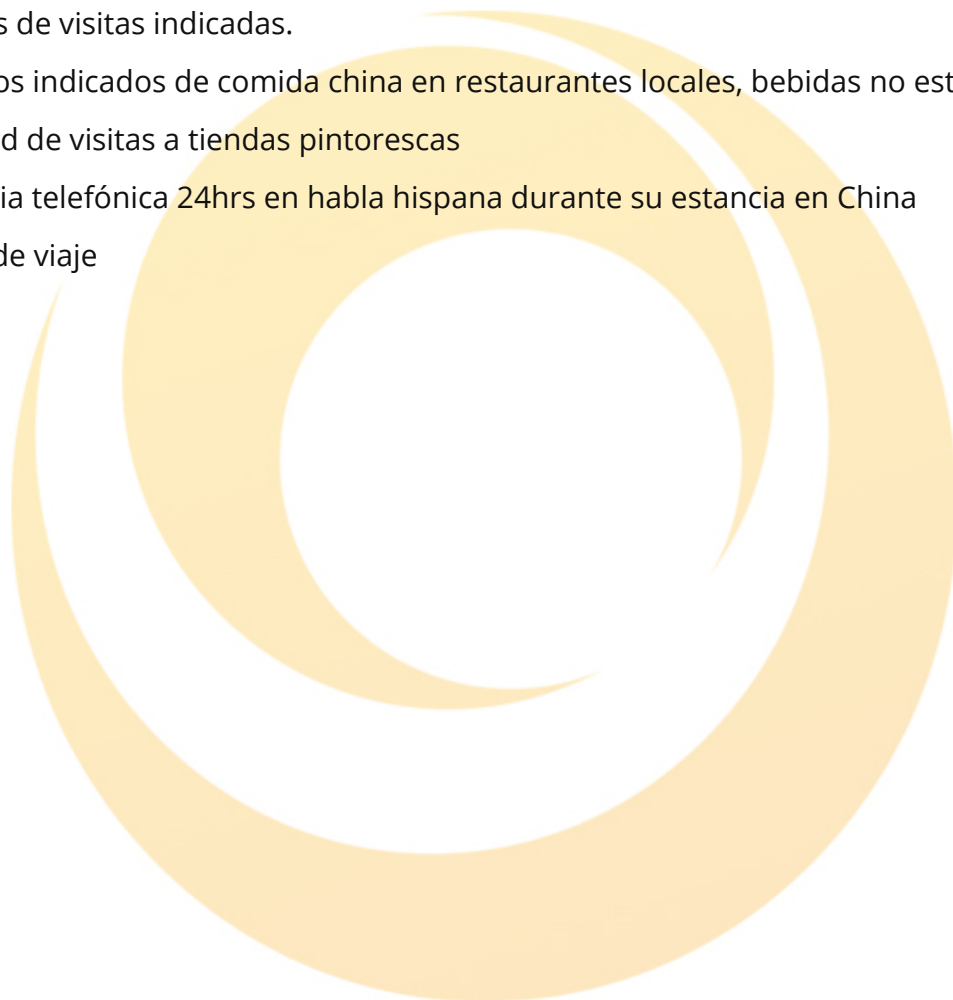 s de visitas indicadas.
os indicados de comida china en restaurantes locales, bebidas no est
d de visitas a tiendas pintorescas
ia telefónica 24hrs en habla hispana durante su estancia en China
de viaje